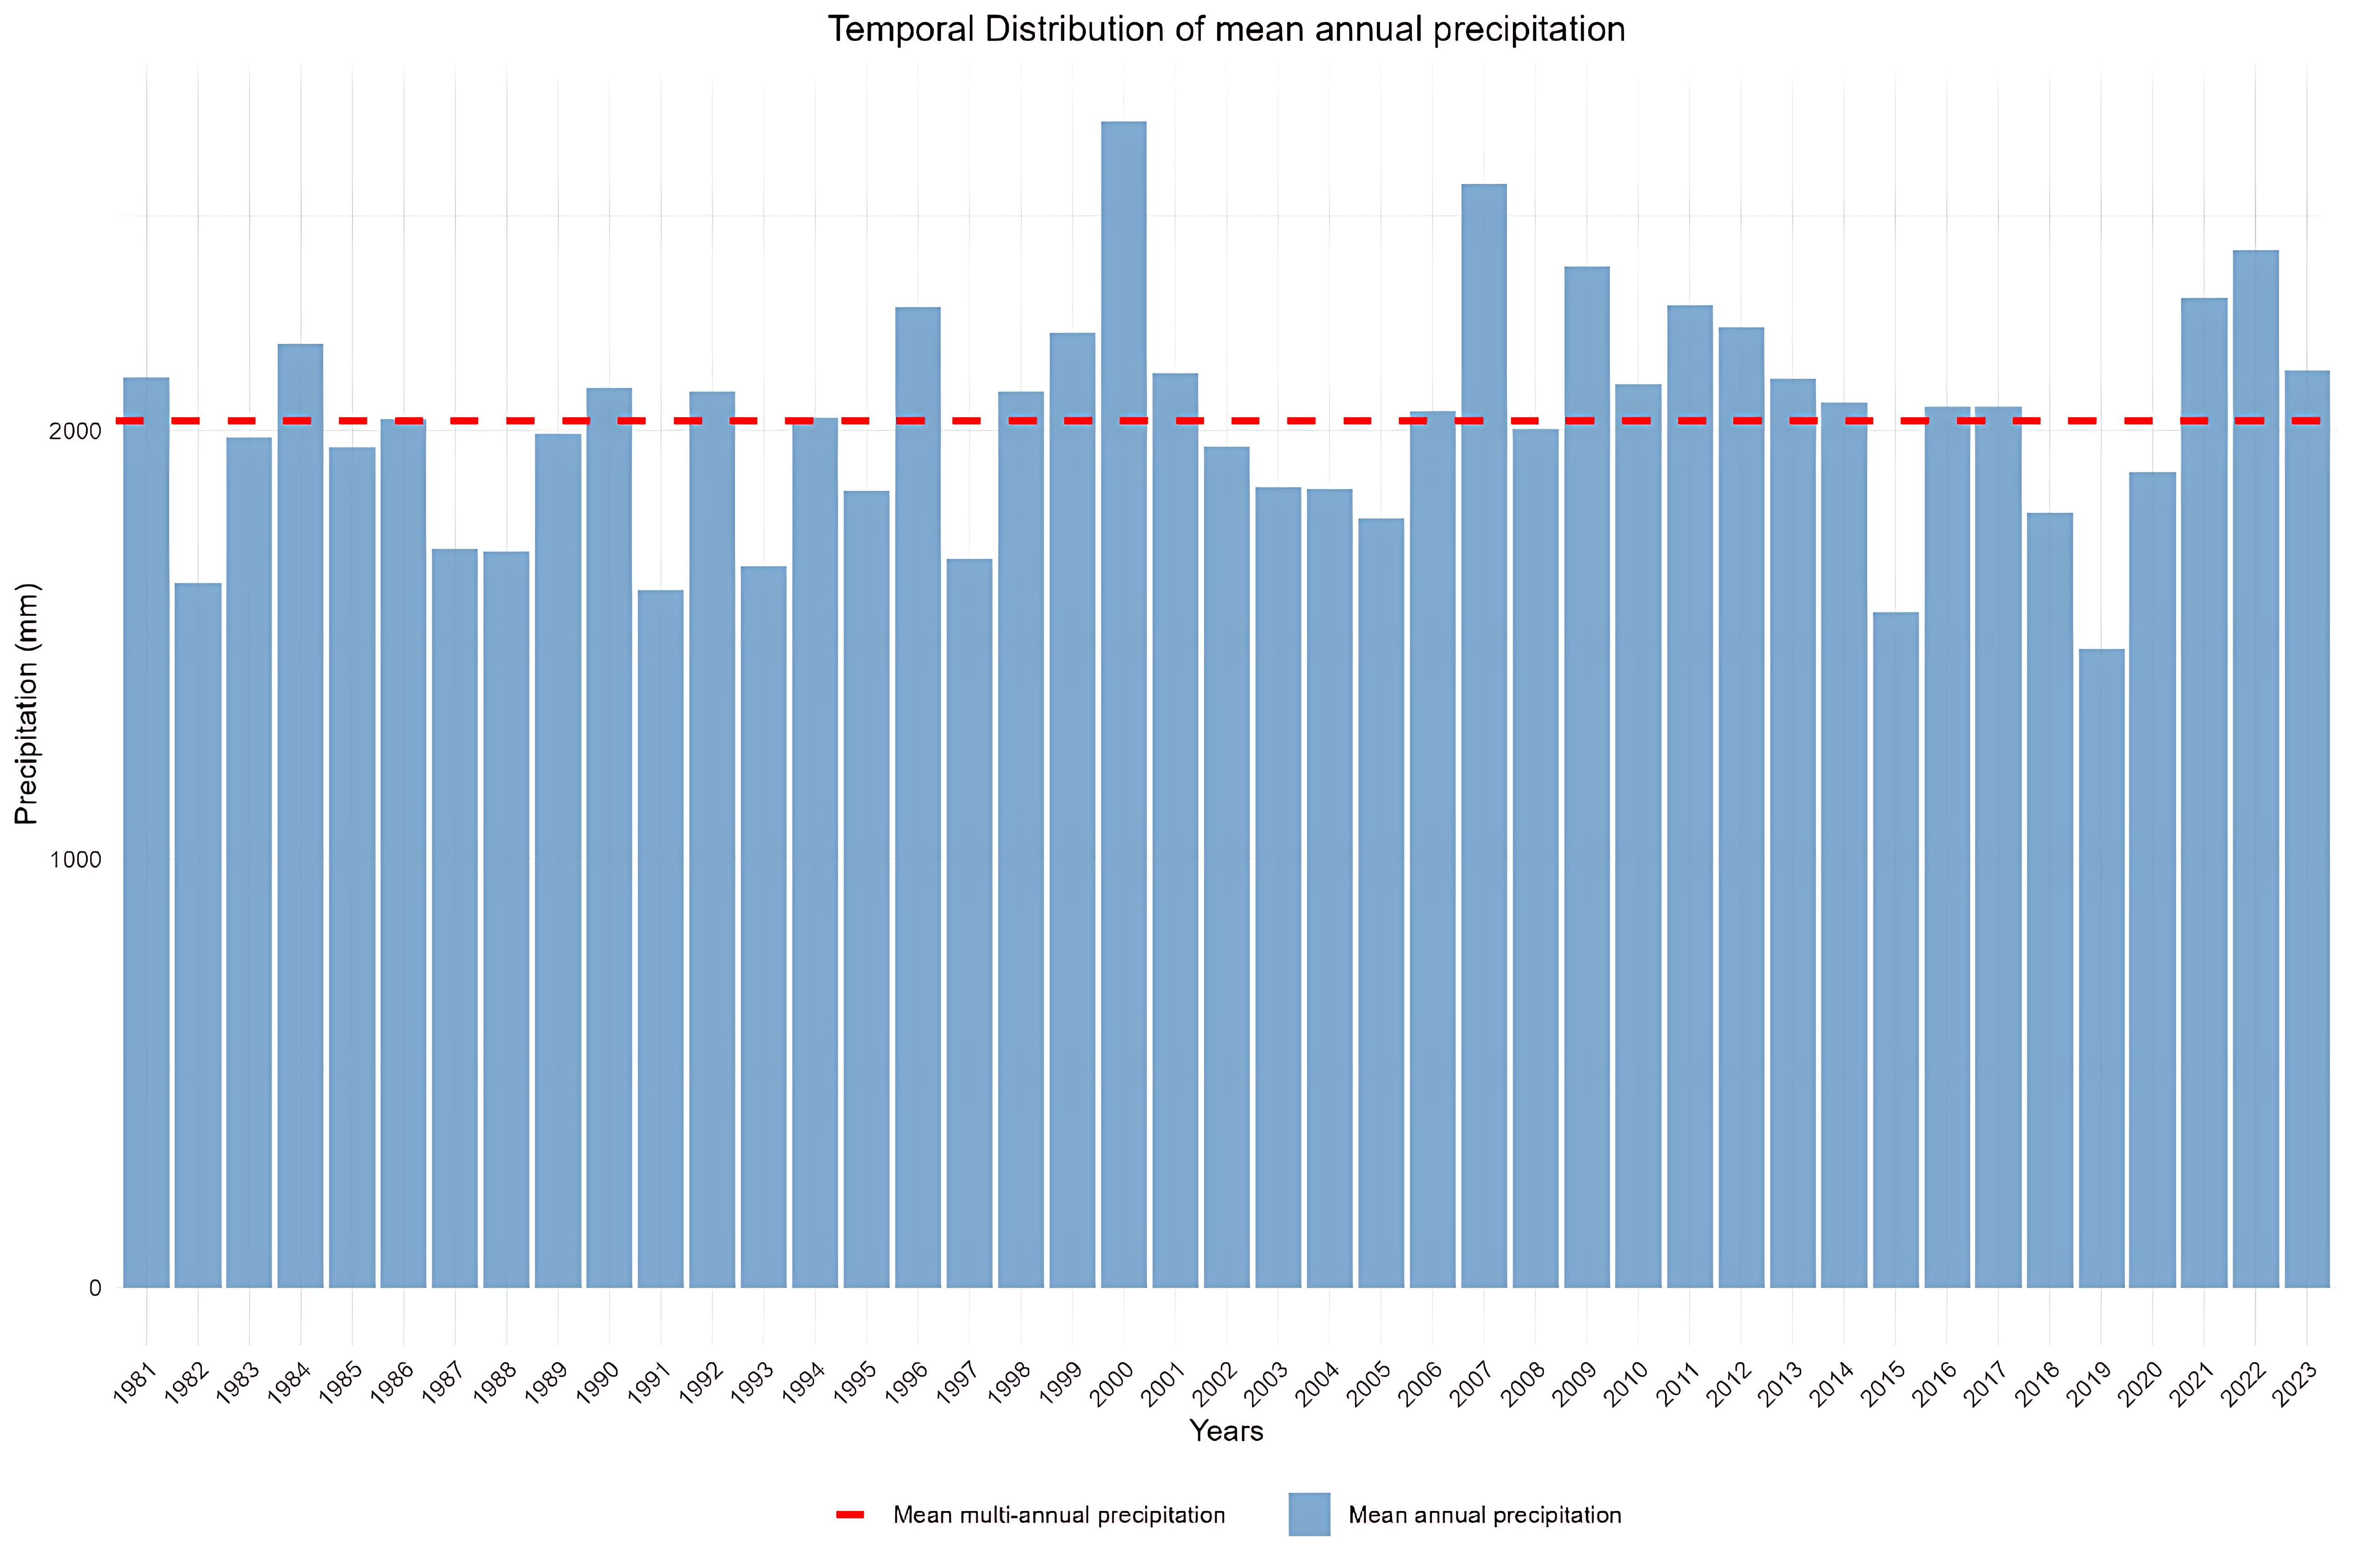 Temporal Distribution of mean annual precipitation
Precipitation (mm)
2000
1000
0
1981 1982 1983 1984 1985 1986 1987 1988 1989 1990 1991 1992 1993 1994 1995 1996 1997 1998 1999 2000 2001 2002 2003 2004 2005 2006 2007 2008 2009 2010 2011 2012 2013 2014 2015 2016 2017 2018 2019 2020 2021 2022 2023
Years
Mean multi-annual precipitation Mean annual precipitation